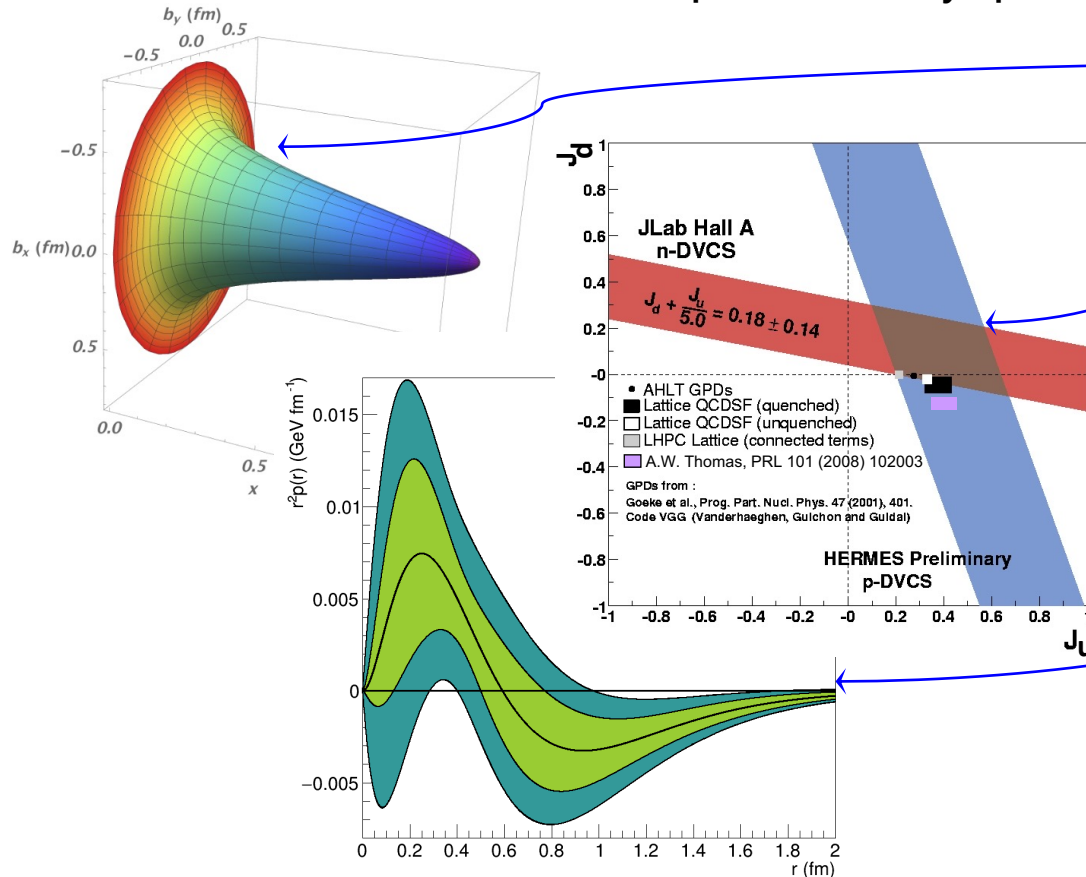 b_y (fm)
-0.5
0.0
0.5
-0.5
b_x (fm)
0.0
0.5
0.0
0.5
x
J_d
1
0.8
0.6
0.4
0.2
-0
-0.2
-0.4
-0.6
-0.8
-1
JLab Hall A
n-DVCS
J_d + J_u/5.0 = 0.18 ± 0.14
AHLT GPDs
Lattice QCDSF (quenched)
Lattice QCDSF (unquenched)
LHPC Lattice (connected terms)
A.W. Thomas, PRL 101 (2008) 102003
GPDs from :
Goeke et al., Prog. Part. Nucl. Phys. 47 (2001), 401.
Code VGG (Vanderhaeghen, Guichon and Guidal)
HERMES Preliminary
p-DVCS
-1 -0.8 -0.6 -0.4 -0.2 -0 0.2 0.4 0.6 0.8 1
J_u
r²p(r) (GeV fm⁻¹)
0.015
0.01
0.005
0
−0.005
0 0.2 0.4 0.6 0.8 1 1.2 1.4 1.6 1.8 2
r (fm)